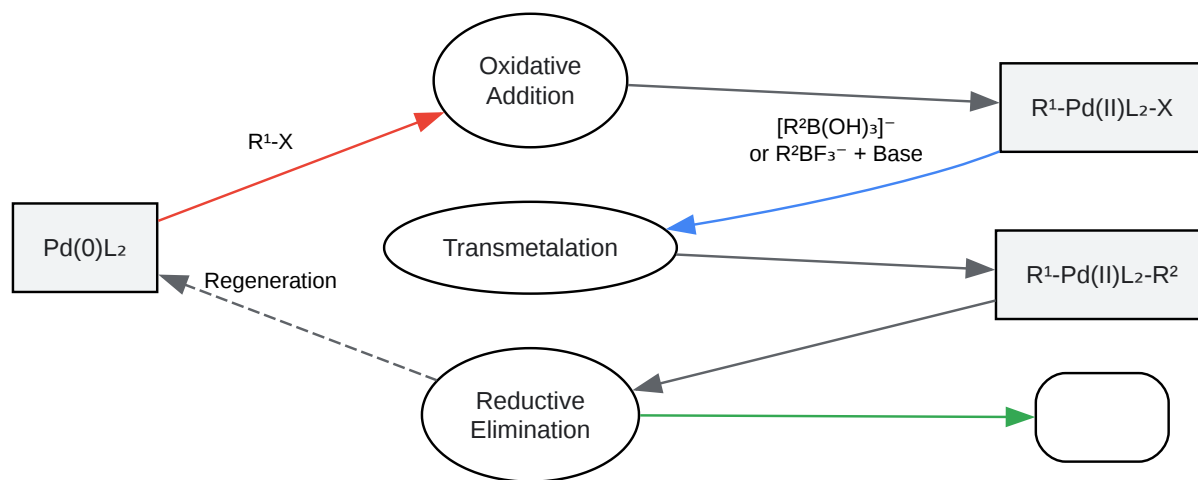 Oxidative
Addition
R¹-Pd(II)L₂-X
[R²B(OH)₃]⁻
or R²BF₃⁻ + Base
R¹-X
Pd(0)L₂
Transmetalation
R¹-Pd(II)L₂-R²
Regeneration
Reductive
Elimination